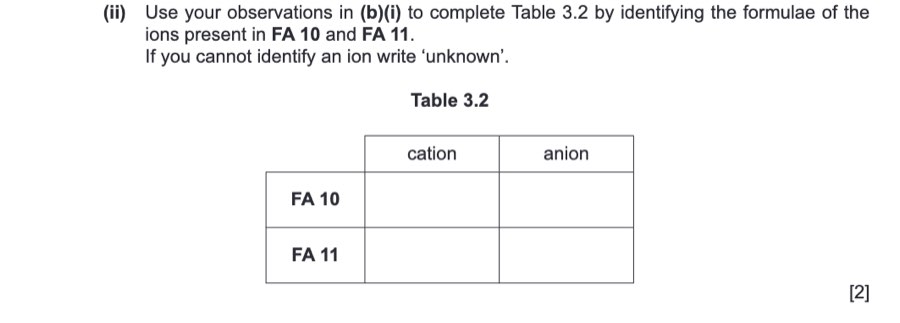 (ii) Use your observations in (b)(i) to complete Table 3.2 by identifying the formulae of the
ions present in FA 10 and FA 11.
If you cannot identify an ion write ‘unknown’.
Table 3.2
cation anion
FA 10
FA 11
[2]